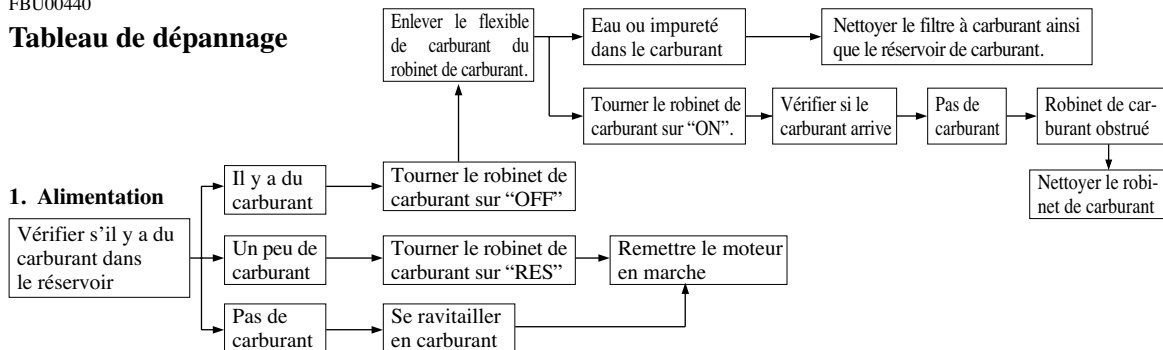 FBU00440
Tableau de dépannage
Enlever le flexible
de carburant du
robinet de carburant.
Eau ou impureté
dans le carburant
Nettoyer le filtre à carburant ainsi
que le réservoir de carburant.
Tourner le robinet de
carburant sur “ON”.
Vérifier si le
carburant arrive
Pas de
carburant
Robinet de car-
burant obstrué
Nettoyer le robi-
net de carburant
1. Alimentation
Vérifier s’il y a du
carburant dans
le réservoir
Il y a du
carburant
Tourner le robinet de
carburant sur “OFF”
Un peu de
carburant
Tourner le robinet de
carburant sur “RES”
Remettre le moteur
en marche
Pas de
carburant
Se ravitailler
en carburant